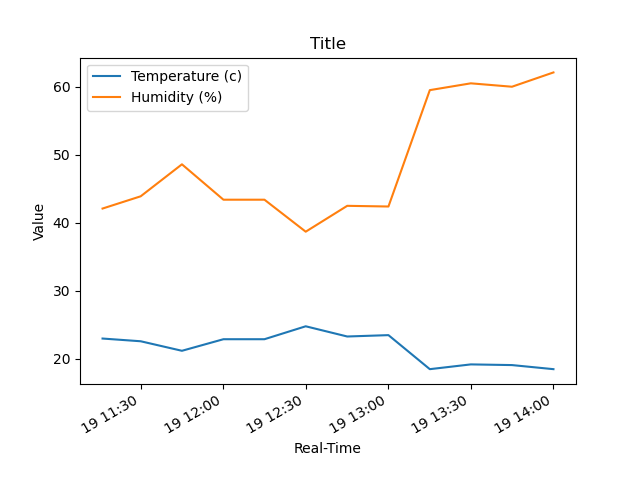 Title
Temperature (c)
Humidity (%)
Value
60
50
40
30
20
19 11:30
19 12:00
19 12:30
19 13:00
19 13:30
19 14:00
Real-Time